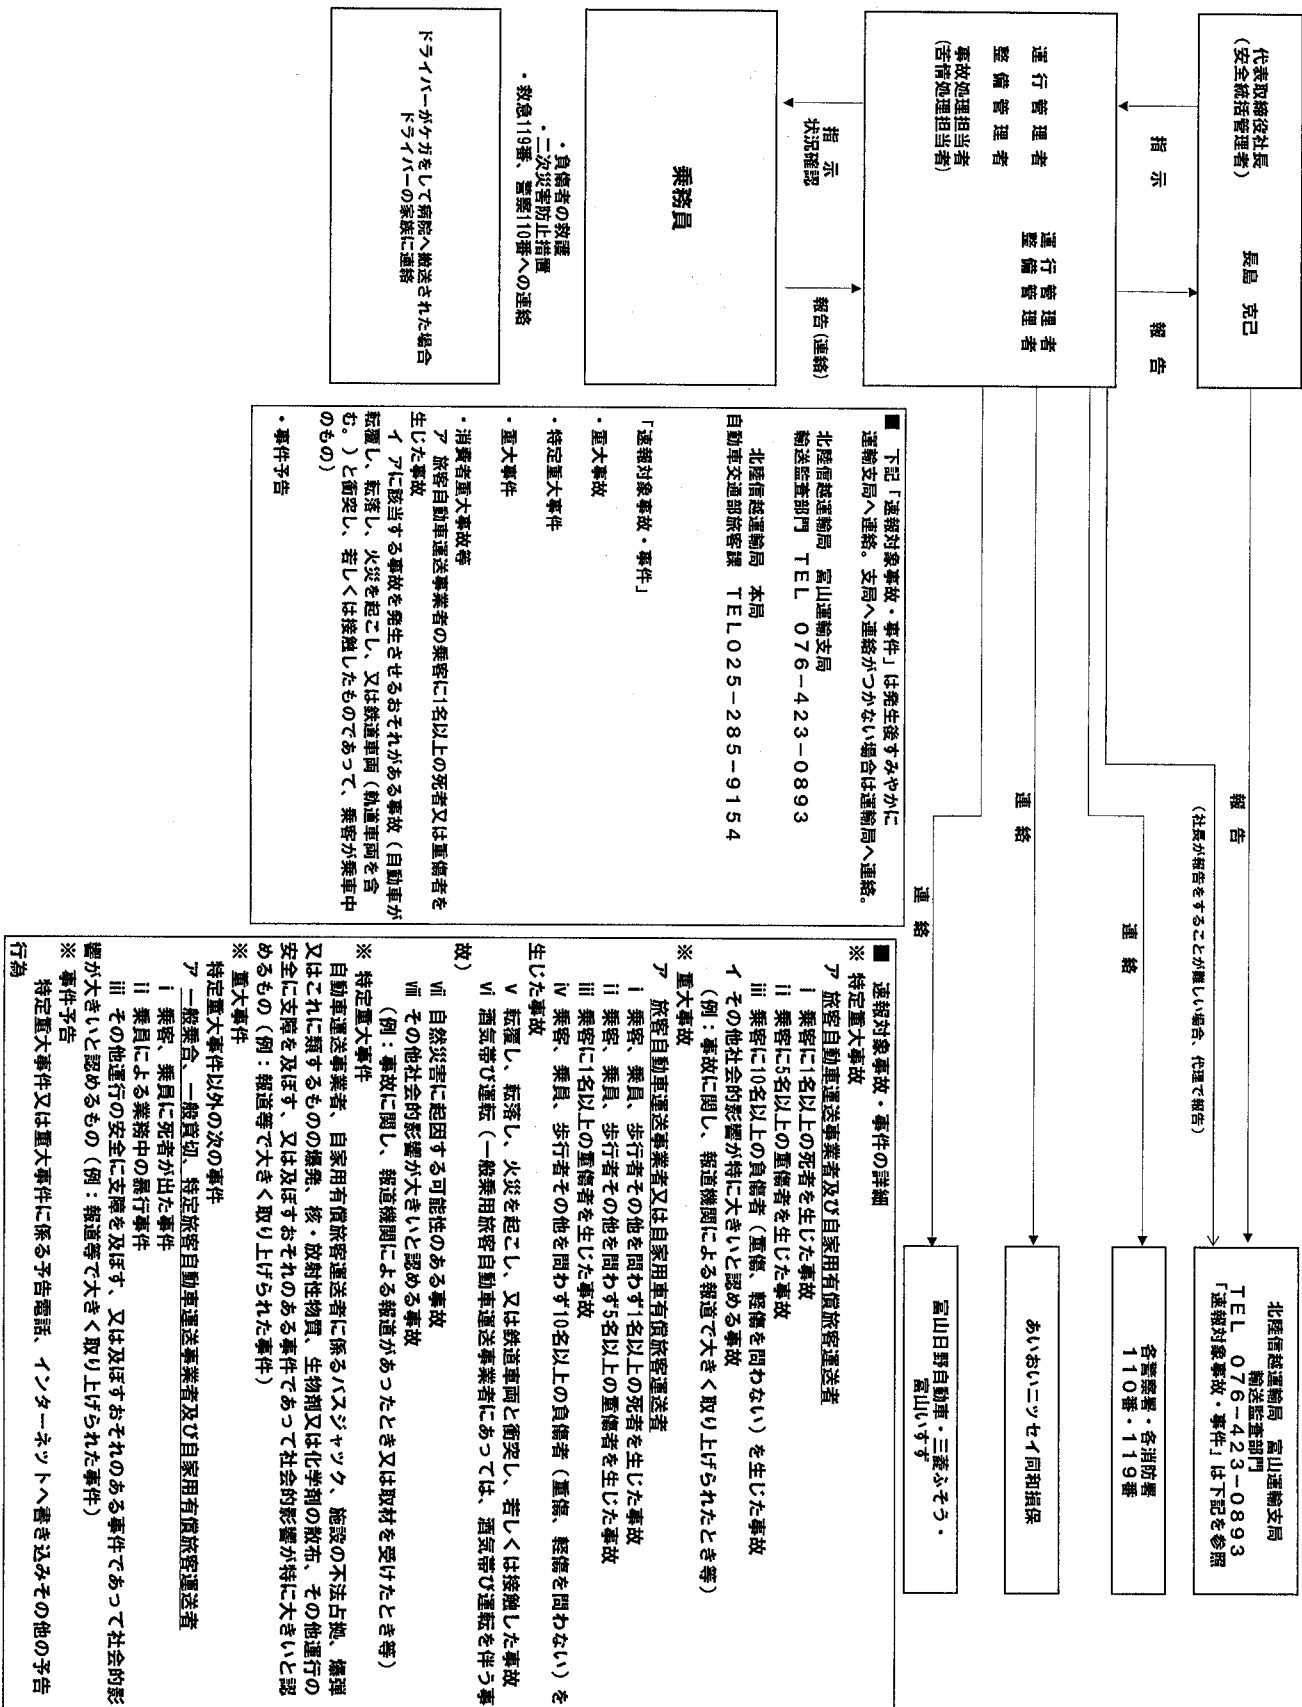 代表取締役社長
(安全統括管理者)
長島　克己
指　示
報　告
運 行 管 理 者
整 備 管 理 者
事故処理担当者
(苦情処理担当者)
運 行 管 理 者
整 備 管 理 者
指　示
状況確認
報告(連絡)
乗務員
・負傷者の救護
・二次災害防止措置
・救急119番、警察110番への連絡
ドライバーがケガをして病院へ搬送された場合
ドライバーの家族に連絡
報　告
(社長が報告をすることが難しい場合、代理で報告)
連　絡
連　絡
連　絡
北陸信越運輸局　富山運輸支局
輸送監査部門
TEL　076－423－0893
「速報対象事故・事件」は下記を参照
各警察署・各消防署
110番・119番
あいおいニッセイ同和損保
富山日野自動車・三菱ふそう・
富山いすず
■　下記「速報対象事故・事件」は発生後すみやかに
運輸支局へ連絡。支局へ連絡がつかない場合は運輸局へ連絡。
北陸信越運輸局　富山運輸支局
輸送監査部門　TEL　076－423－0893
北陸信越運輸局　本局
自動車交通部旅客課　TEL025－285－9154
「速報対象事故・事件」
・重大事故
・特定重大事件
・重大事件
・消費者重大事故等
ア　旅客自動車運送事業者の乗客に1名以上の死者又は重傷者を
生じた事故
イ　アに該当する事故を発生させるおそれがある事故（自動車が
転覆し、転落し、火災を起こし、又は鉄道車両（軌道車両を含
む。）と衝突し、若しくは接触したものであって、乗客が乗車中
のもの）
・事件予告
■　速報対象事故・事件の詳細
※　特定重大事故
ア　旅客自動車運送事業者及び自家用有償旅客運送者
ⅰ　乗客に1名以上の死者を生じた事故
ⅱ　乗客に5名以上の重傷者を生じた事故
ⅲ　乗客に10名以上の負傷者（重傷、軽傷を問わない）を生じた事故
イ　その他社会的影響が特に大きいと認める事故
（例：事故に関し、報道機関による報道で大きく取り上げられたとき等）
※　重大事故
ア　旅客自動車運送事業者又は自家用車有償旅客運送者
ⅰ　乗客、乗員、歩行者その他を問わず1名以上の死者を生じた事故
ⅱ　乗客、乗員、歩行者その他を問わず5名以上の重傷者を生じた事故
ⅲ　乗客に1名以上の重傷者を生じた事故
ⅳ　乗客、乗員、歩行者その他を問わず10名以上の負傷者（重傷、軽傷を問わない）を
生じた事故
ⅴ　転覆し、転落し、火災を起こし、又は鉄道車両と衝突し、若しくは接触した事故
ⅵ　酒気帯び運転（一般乗用旅客自動車運送事業者にあっては、酒気帯び運転を伴う事
故）
ⅶ　自然災害に起因する可能性のある事故
ⅷ　その他社会的影響が大きいと認める事故
（例：事故に関し、報道機関による報道があったとき又は取材を受けたとき等）
※　特定重大事件
自動車運送事業者、自家用有償旅客運送者に係るバスジャック、施設の不法占拠、爆弾
又はこれに類するものの爆発、核・放射性物質、生物剤又は化学剤の散布、その他運行の
安全に支障を及ぼす、又は及ぼすおそれのある事件であって社会的影響が特に大きいと認
めるもの（例：報道等で大きく取り上げられた事件）
※　重大事件
特定重大事件以外の次の事件
ア　一般乗合、一般貸切、特定旅客自動車運送事業者及び自家用有償旅客運送者
ⅰ　乗客、乗員に死者が出た事件
ⅱ　乗員による業務中の暴行事件
ⅲ　その他運行の安全に支障を及ぼす、又は及ぼすおそれのある事件であって社会的影
響が大きいと認めるもの（例：報道等で大きく取り上げられた事件）
※　事件予告
特定重大事件又は重大事件に係る予告電話、インターネットへ書き込みその他の予告
行為